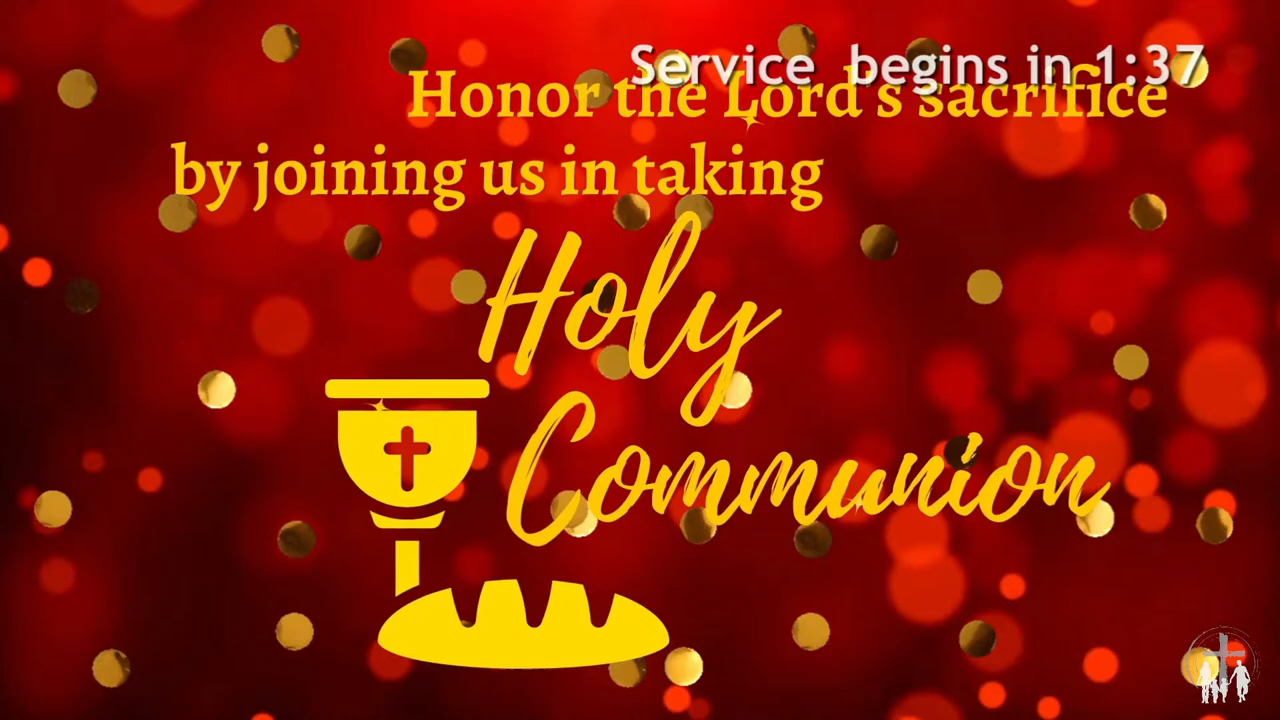 Service begins in 1:37
Honor the Lord's sacrifice
by joining us in taking
Holy
Communion